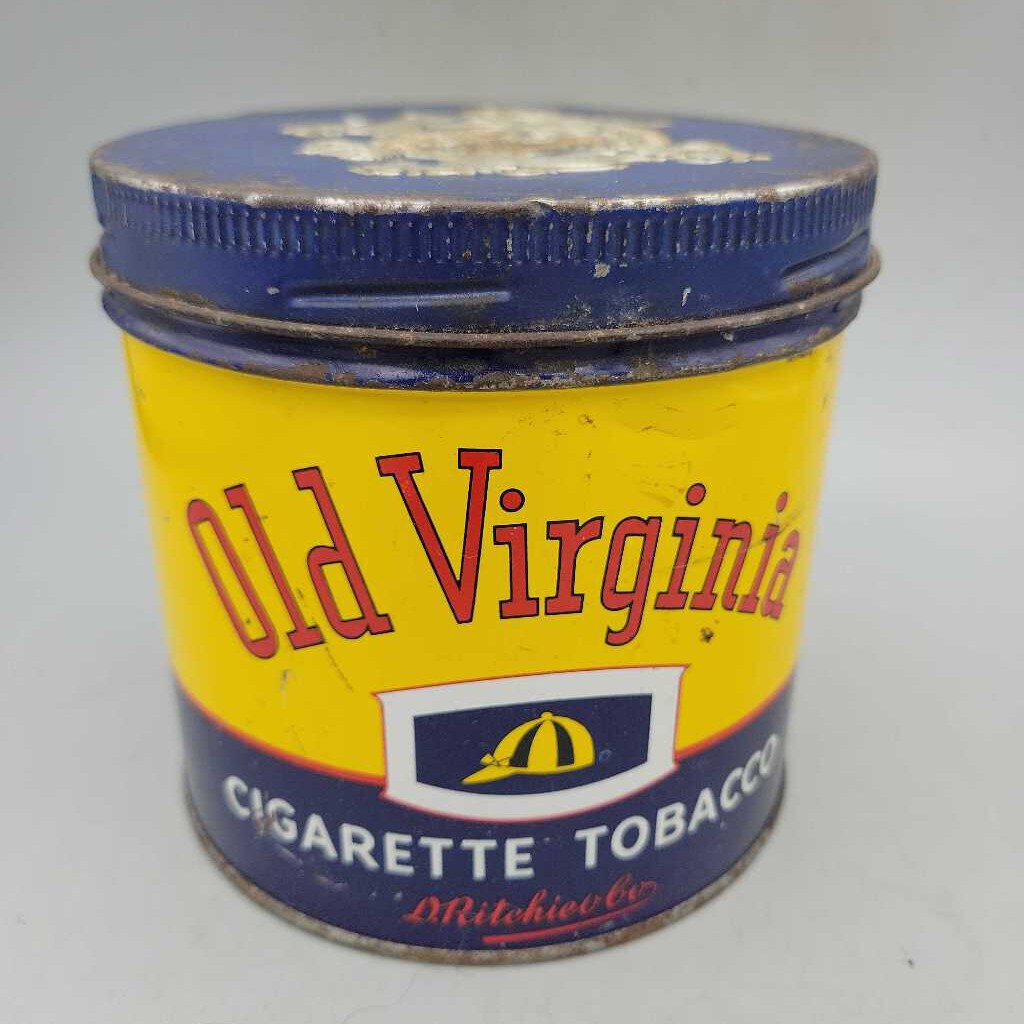 Old Virginia
CIGARETTE TOBACCO
D. Ritchie & Co